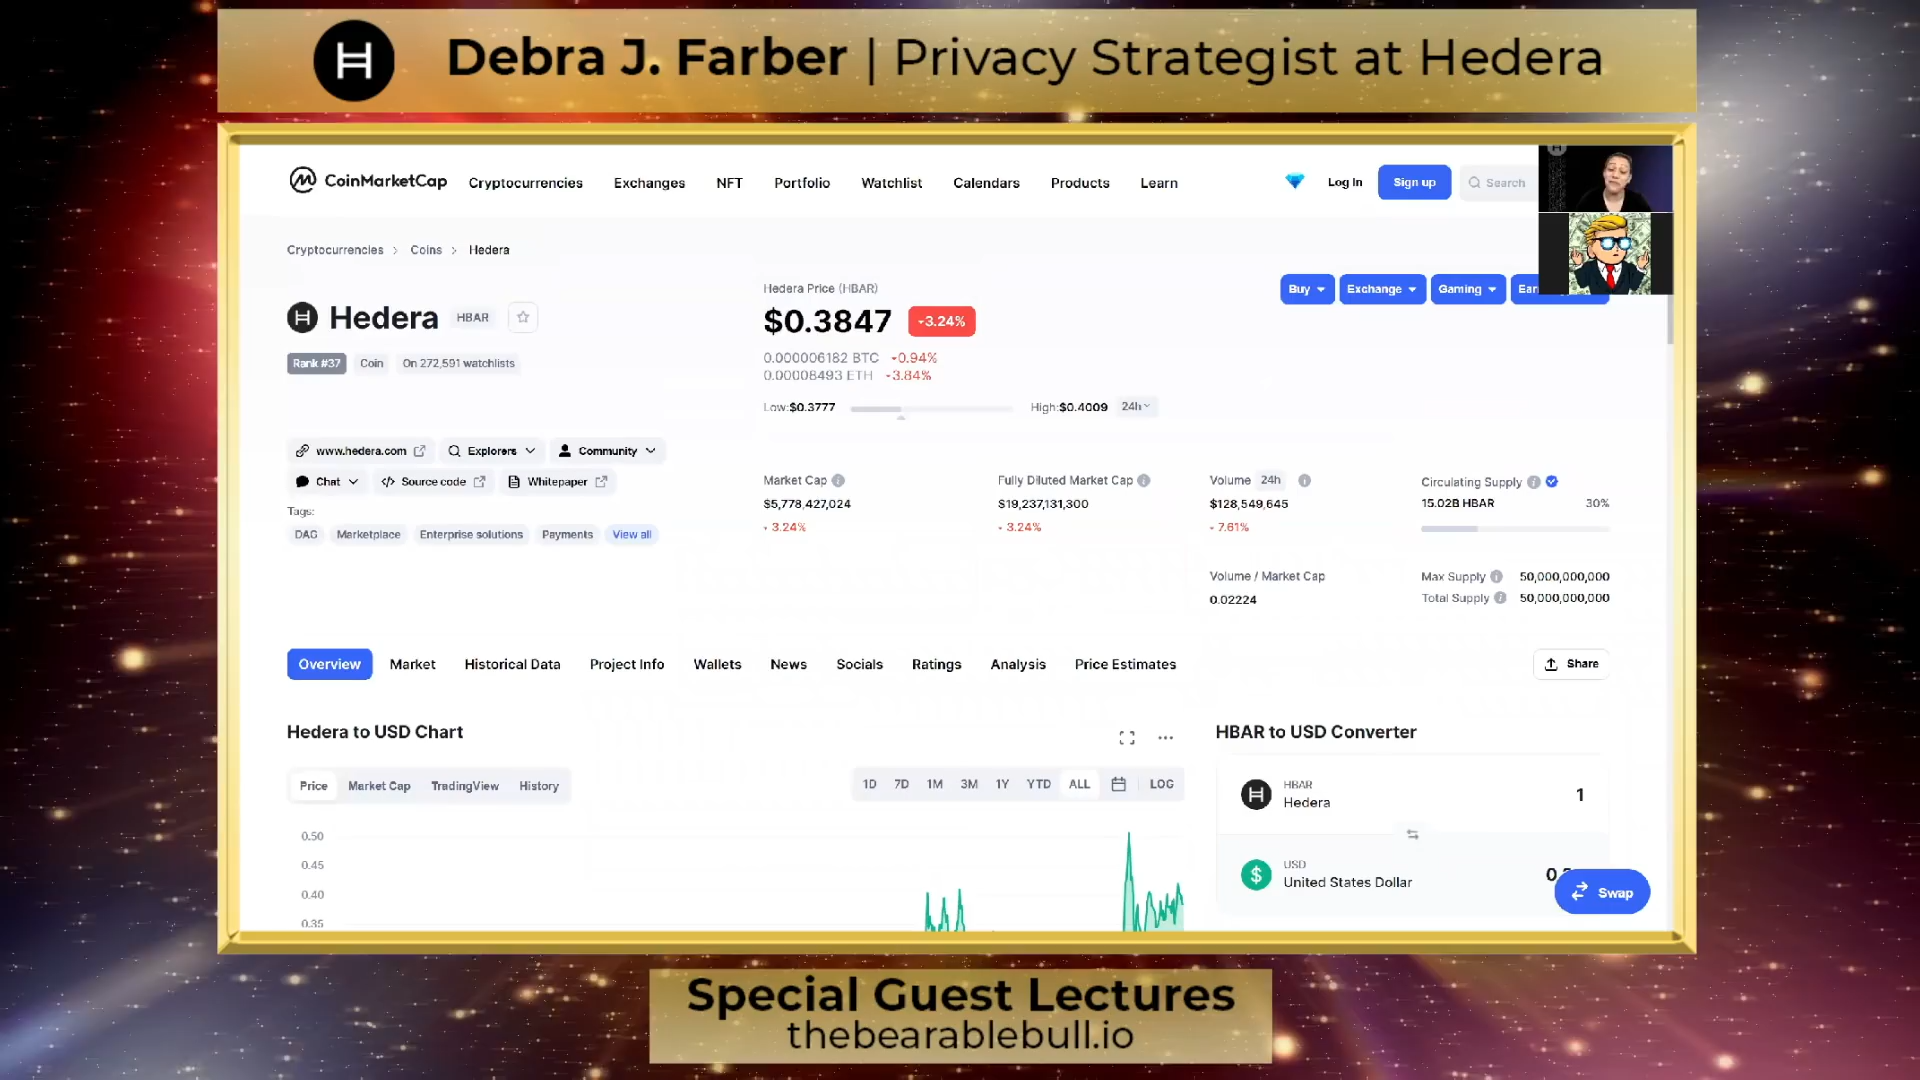 Debra J. Farber | Privacy Strategist at Hedera
CoinMarketCap Cryptocurrencies Exchanges NFT Portfolio Watchlist Calendars Products Learn Log In Sign up Search
Cryptocurrencies > Coins > Hedera
Hedera HBAR
Rank #37 Coin On 272,591 watchlists
www.hedera.com Explorers Community
Chat Source code Whitepaper
Tags:
DAG Marketplace Enterprise solutions Payments View all
Hedera Price (HBAR)
$0.3847 3.24%
0.000006182 BTC 0.94%
0.00008493 ETH 3.84%
Low:$0.3777 High:$0.4009 24h
Buy Exchange Gaming Ear
Market Cap
$5,778,427,024
3.24%
Fully Diluted Market Cap
$19,237,131,300
3.24%
Volume 24h
$128,549,645
7.61%
Volume / Market Cap
0.02224
Circulating Supply
15.02B HBAR 30%
Max Supply 50,000,000,000
Total Supply 50,000,000,000
Overview Market Historical Data Project Info Wallets News Socials Ratings Analysis Price Estimates Share
Hedera to USD Chart
Price Market Cap TradingView History
1D 7D 1M 3M 1Y YTD ALL LOG
0.50
0.45
0.40
0.35
HBAR to USD Converter
HBAR
Hedera 1
USD
United States Dollar
Swap
Special Guest Lectures
thebearablebull.io